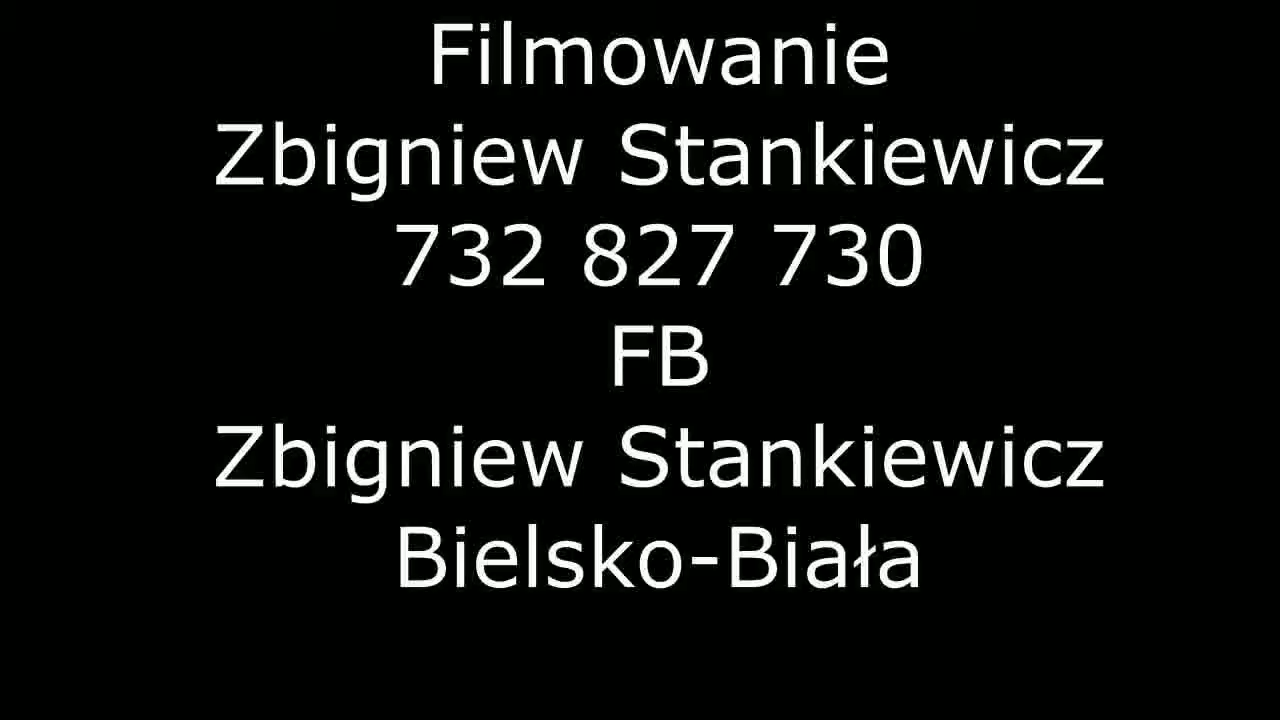 Filmowanie
Zbigniew Stankiewicz
732 827 730
FB
Zbigniew Stankiewicz
Bielsko-Biała